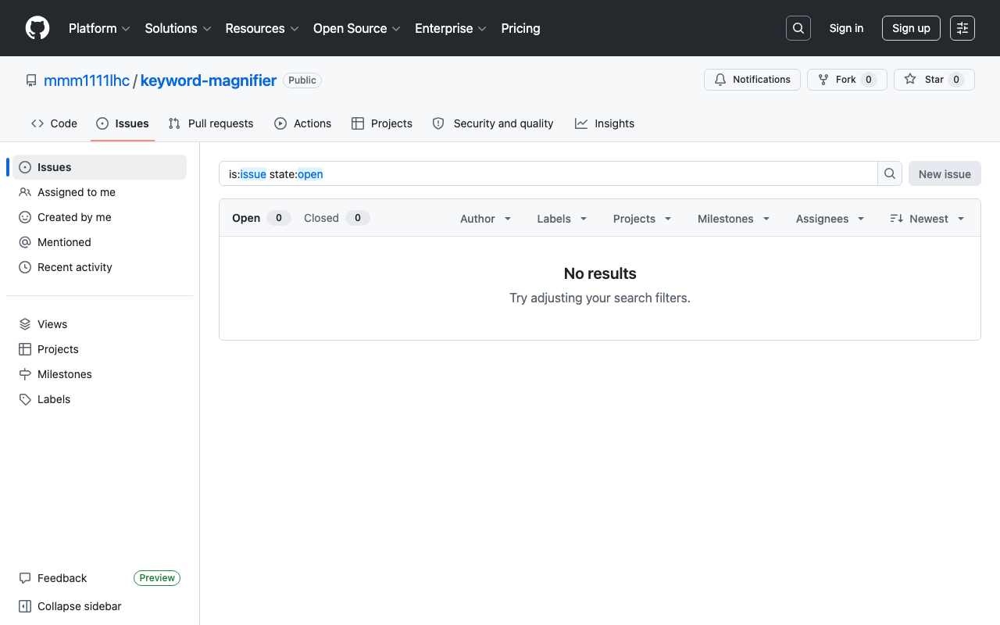 Platform Solutions Resources Open Source Enterprise Pricing Sign in Sign up
mmm1111lhc / keyword-magnifier Public Notifications Fork 0 Star 0
Code Issues Pull requests Actions Projects Security and quality Insights
Issues
Assigned to me
Created by me
Mentioned
Recent activity
Views
Projects
Milestones
Labels
Feedback Preview
Collapse sidebar
is:issue state:open New issue
Open 0 Closed 0 Author Labels Projects Milestones Assignees Newest
No results
Try adjusting your search filters.